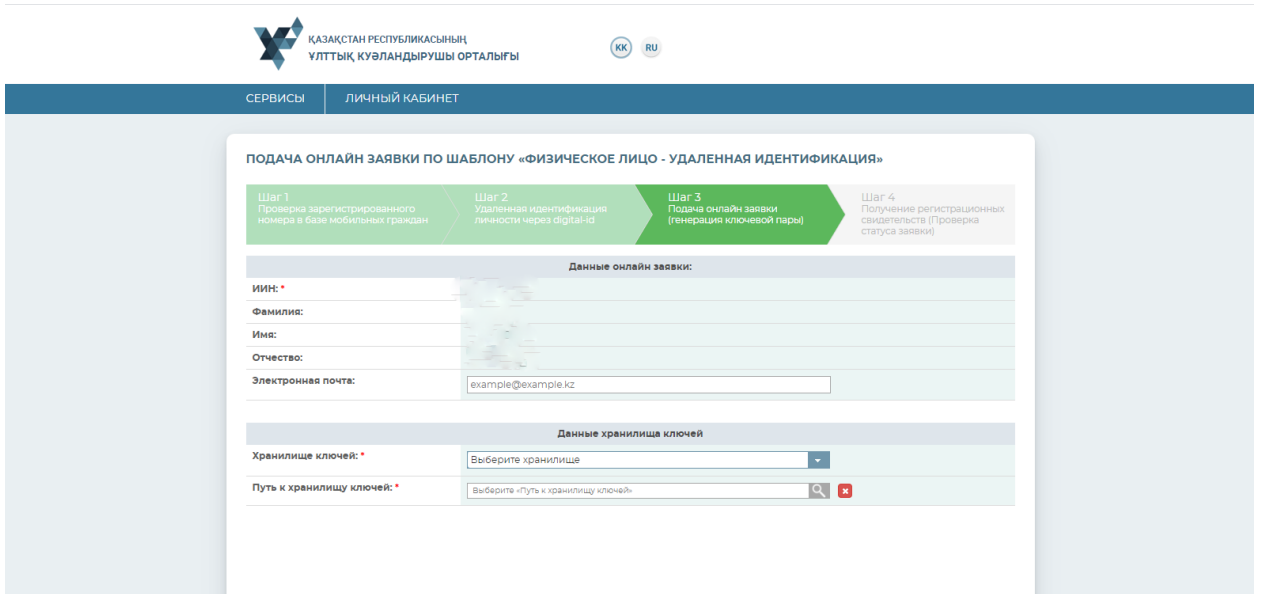 ҚАЗАҚСТАН РЕСПУБЛИКАСЫНЫҢ
ҰЛТТЫҚ КУӘЛАНДЫРУШЫ ОРТАЛЫҒЫ
KK RU
СЕРВИСЫ ЛИЧНЫЙ КАБИНЕТ
ПОДАЧА ОНЛАЙН ЗАЯВКИ ПО ШАБЛОНУ «ФИЗИЧЕСКОЕ ЛИЦО - УДАЛЕННАЯ ИДЕНТИФИКАЦИЯ»
Шаг 1
Проверка зарегистрированного
номера в базе мобильных граждан
Шаг 2
Удаленная идентификация
личности через digital-id
Шаг 3
Подача онлайн заявки
(генерация ключевой пары)
Шаг 4
Получение регистрационных
свидетельств (Проверка
статуса заявки)
Данные онлайн заявки:
ИИН: *
Фамилия:
Имя:
Отчество:
Электронная почта: example@example.kz
Данные хранилища ключей
Хранилище ключей: * Выберите хранилище
Путь к хранилищу ключей: * Выберите «Путь к хранилищу ключей»